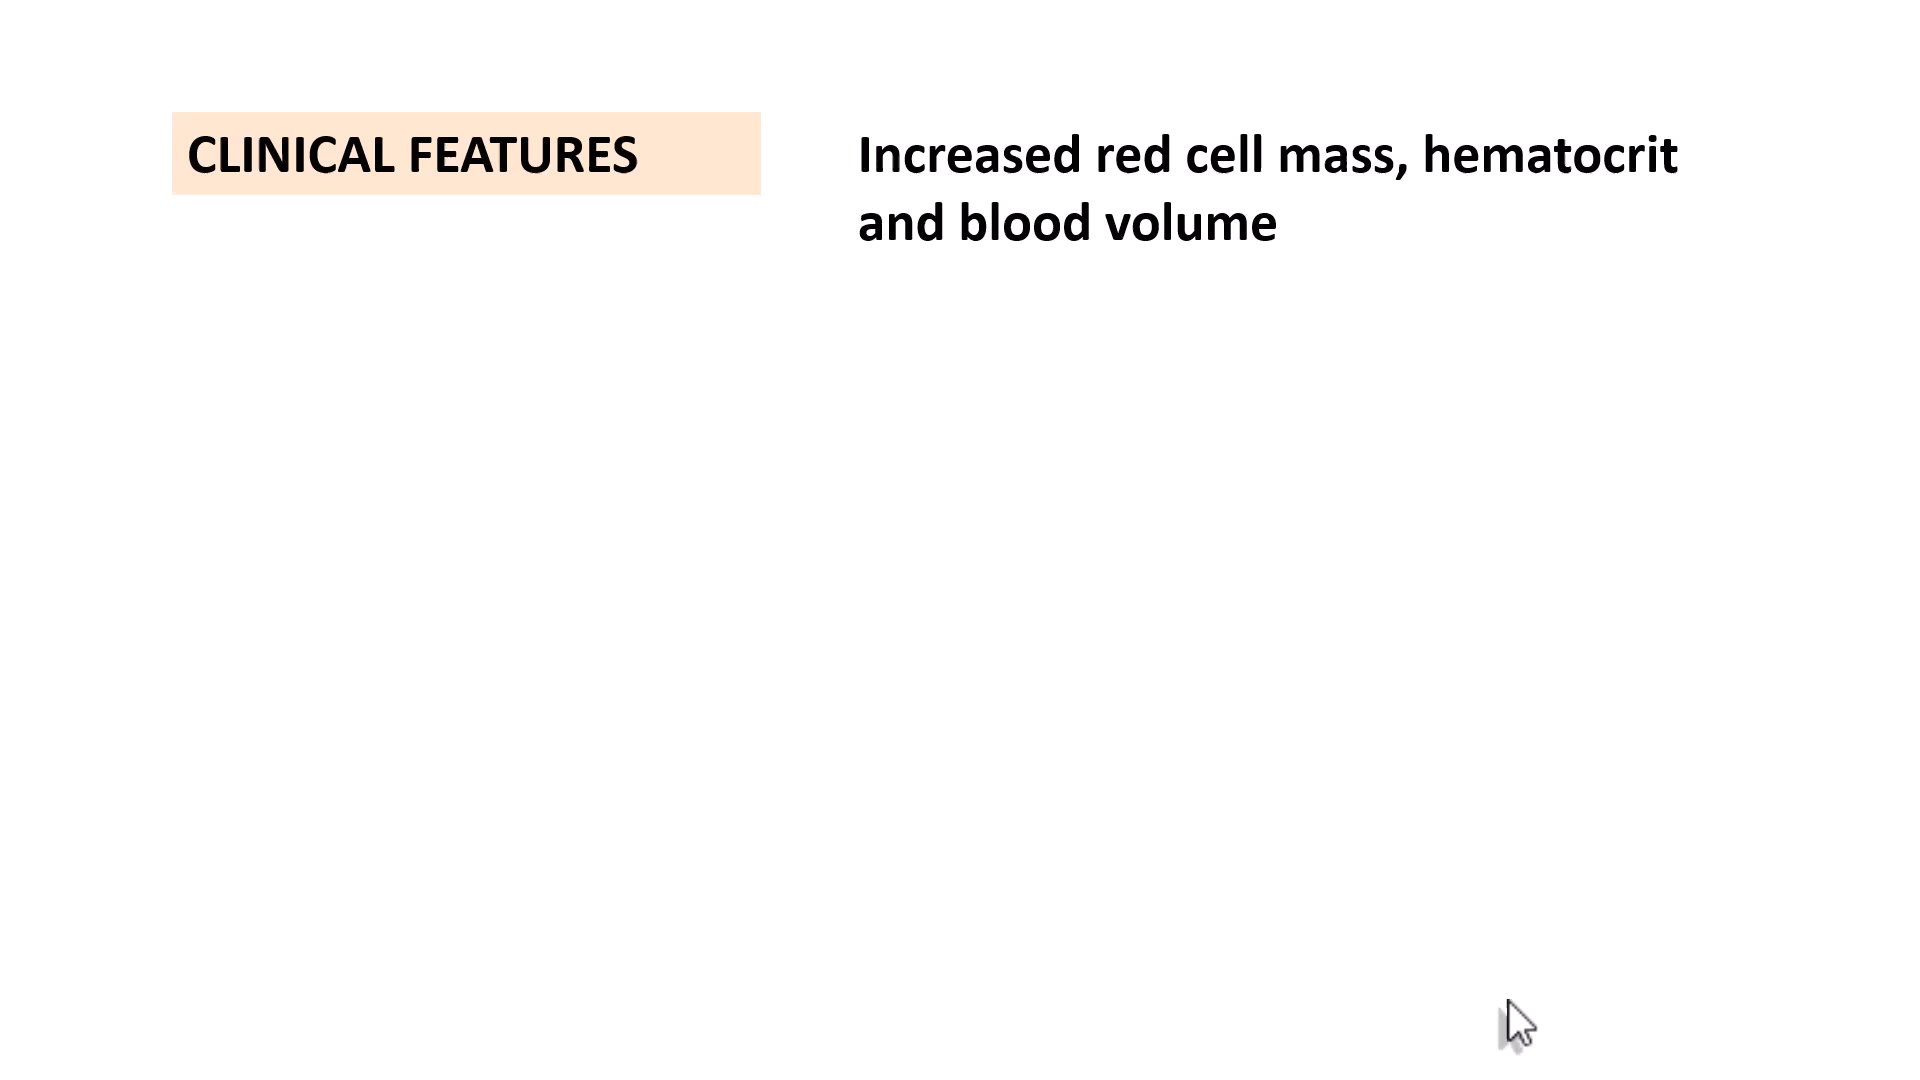 CLINICAL FEATURES
Increased red cell mass, hematocrit
and blood volume